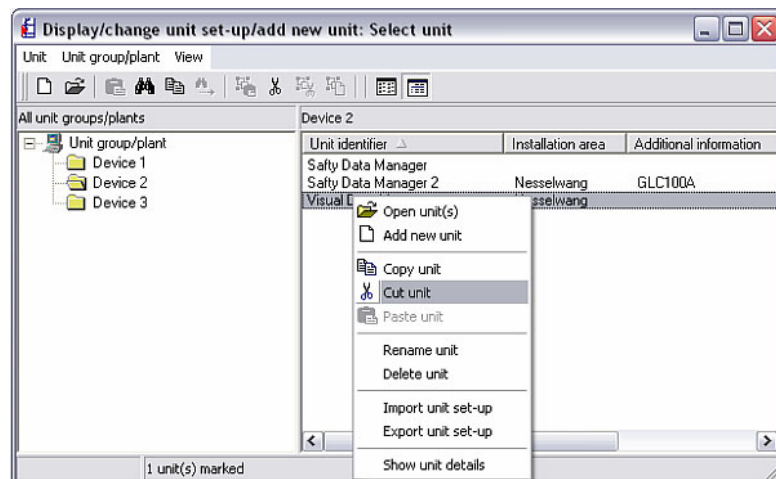 Display/change unit set-up/add new unit: Select unit
Unit Unit group/plant View
All unit groups/plants
Device 2
Unit group/plant
Device 1
Device 2
Device 3
Unit identifier Installation area Additional information
Safty Data Manager
Safty Data Manager 2 Nesselwang GLC100A
Visual
Open unit(s)
Add new unit
Copy unit
Cut unit
Paste unit
Rename unit
Delete unit
Import unit set-up
Export unit set-up
Show unit details
1 unit(s) marked